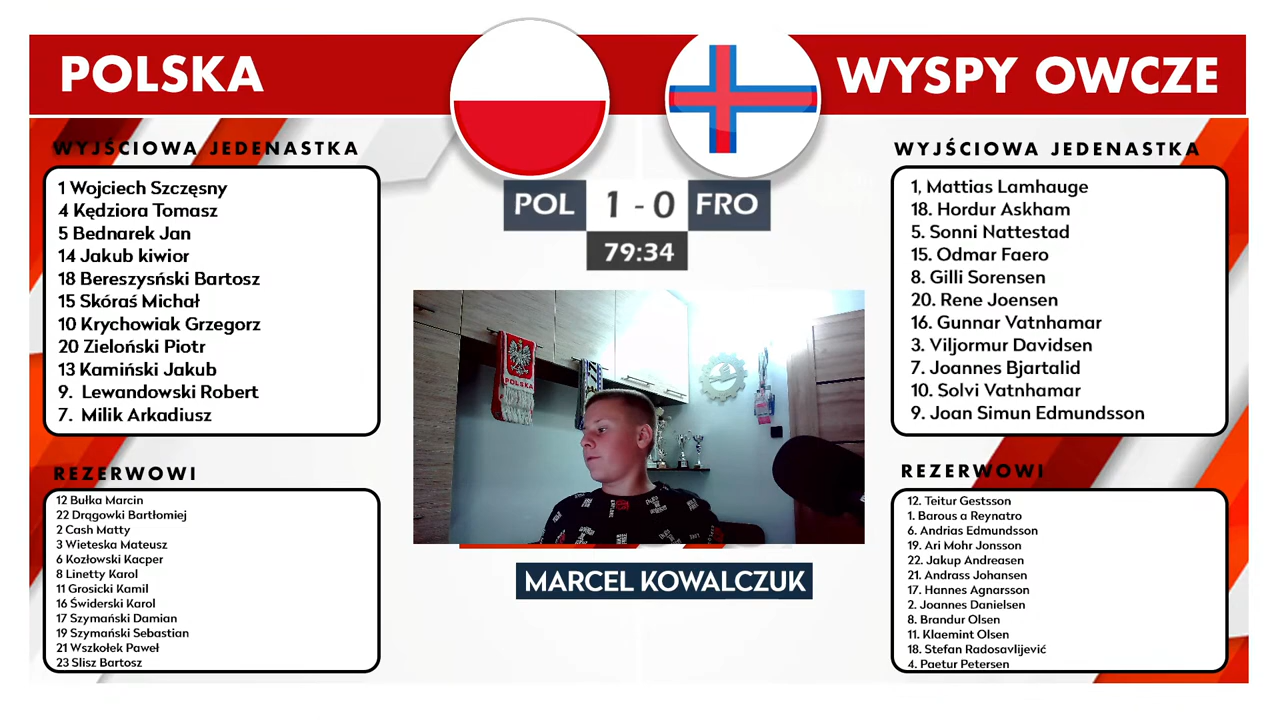 POLSKA
WYSPY OWCZE
WYJŚCIOWA JEDENASTKA
1 Wojciech Szczęsny
4 Kędziora Tomasz
5 Bednarek Jan
14 Jakub kiwior
18 Bereszysński Bartosz
15 Skóraś Michał
10 Krychowiak Grzegorz
20 Zieloński Piotr
13 Kamiński Jakub
9. Lewandowski Robert
7. Milik Arkadiusz
REZERWOWI
12 Bułka Marcin
22 Drągowki Bartłomiej
2 Cash Matty
3 Wieteska Mateusz
6 Kozłowski Kacper
8 Linetty Karol
11 Grosicki Kamil
16 Świderski Karol
17 Szymański Damian
19 Szymański Sebastian
21 Wszkołek Paweł
23 Slisz Bartosz
POL 1 - 0 FRO
79:34
POLSKA
MARCEL KOWALCZUK
WYJŚCIOWA JEDENASTKA
1, Mattias Lamhauge
18. Hordur Askham
5. Sonni Nattestad
15. Odmar Faero
8. Gilli Sorensen
20. Rene Joensen
16. Gunnar Vatnhamar
3. Viljormur Davidsen
7. Joannes Bjartalid
10. Solvi Vatnhamar
9. Joan Simun Edmundsson
REZERWOWI
12. Teitur Gestsson
1. Barous a Reynatro
6. Andrias Edmundsson
19. Ari Mohr Jonsson
22. Jakup Andreasen
21. Andrass Johansen
17. Hannes Agnarsson
2. Joannes Danielsen
8. Brandur Olsen
11. Klaemint Olsen
18. Stefan Radosavlijević
4. Paetur Petersen